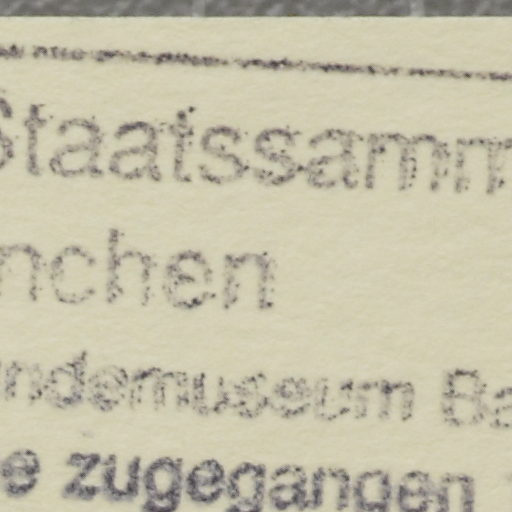 Staatssamm
nchen
ndemuseum Ba
e zugegangen